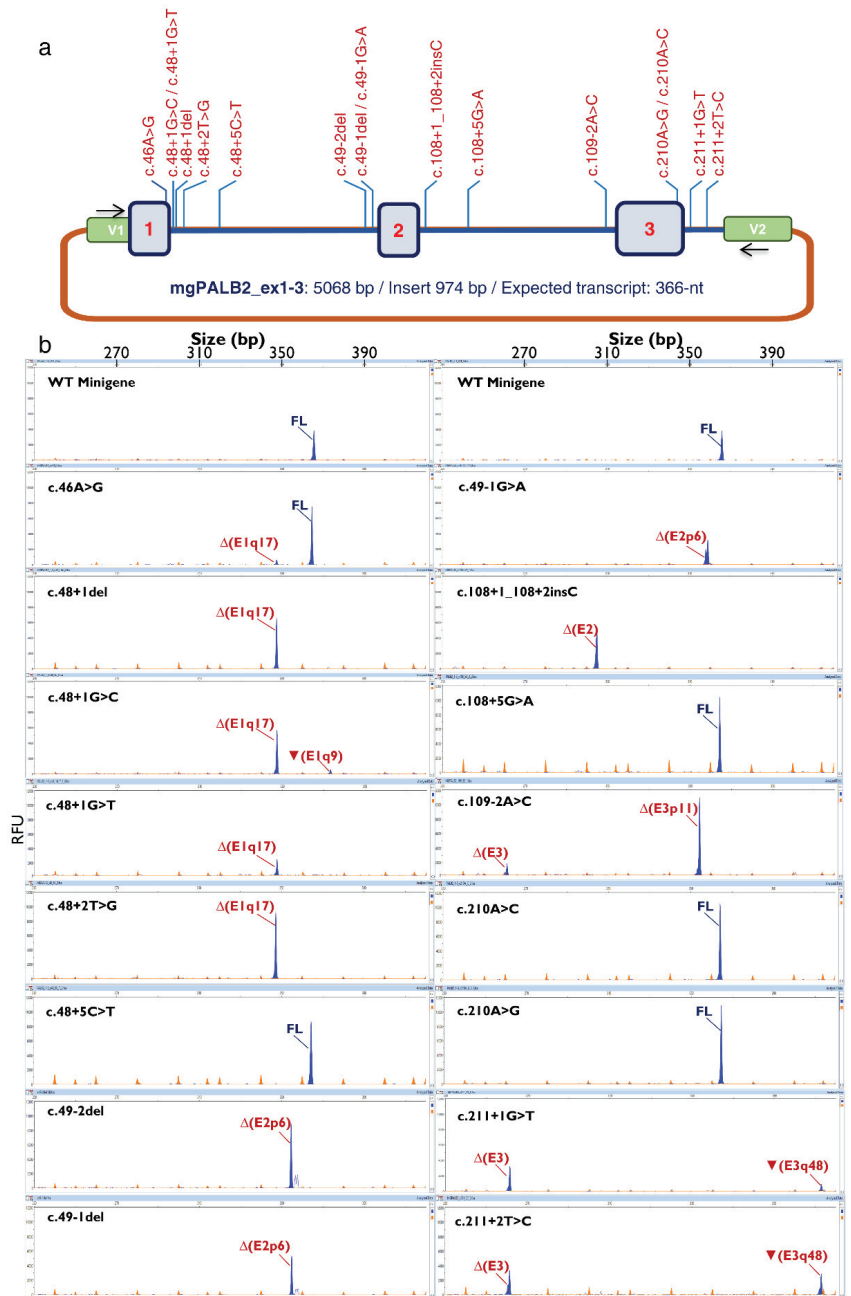 a
c.46A>G
c.48+1G>C / c.48+1G>T
c.48+1del
c.48+2T>G
c.48+5C>T
c.49-2del
c.49-1del / c.49-1G>A
c.108+1_108+2insC
c.108+5G>A
c.109-2A>C
c.210A>G / c.210A>C
c.211+1G>T
c.211+2T>C
V1 1 2 3 V2
mgPALB2_ex1-3: 5068 bp / Insert 974 bp / Expected transcript: 366-nt
b
Size (bp) Size (bp)
270 310 350 390 270 310 350 390
RFU
WT Minigene
FL
c.46A>G
FL
Δ(E1q17)
c.48+1del
Δ(E1q17)
c.48+1G>C
Δ(E1q17)
▼(E1q9)
c.48+1G>T
Δ(E1q17)
c.48+2T>G
Δ(E1q17)
c.48+5C>T
FL
c.49-2del
Δ(E2p6)
c.49-1del
Δ(E2p6)
WT Minigene
FL
c.49-1G>A
Δ(E2p6)
c.108+1_108+2insC
Δ(E2)
c.108+5G>A
FL
c.109-2A>C
Δ(E3p11)
Δ(E3)
c.210A>C
FL
c.210A>G
FL
c.211+1G>T
Δ(E3)
▼(E3q48)
c.211+2T>C
Δ(E3)
▼(E3q48)